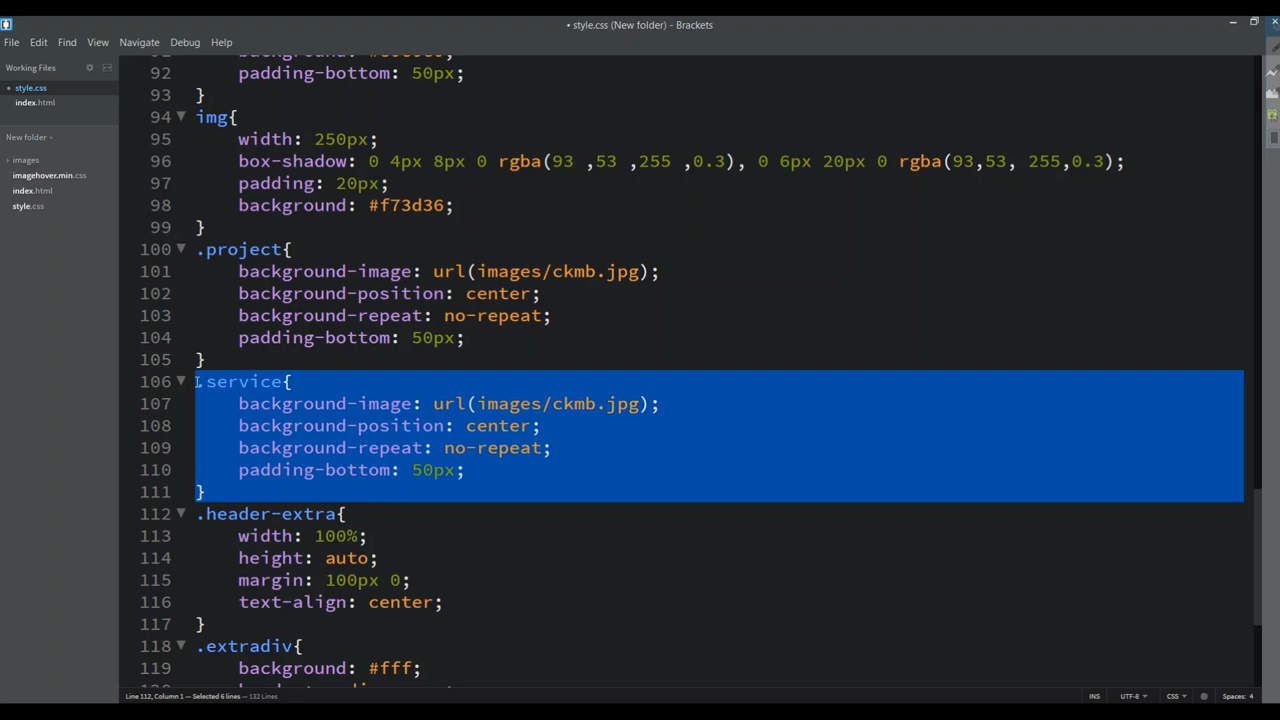 • style.css (New folder) - Brackets
File Edit Find View Navigate Debug Help
Working Files
• style.css
index.html
New folder
images
imagehover.min.css
index.html
style.css
92 padding-bottom: 50px;
93 }
94 img{
95 width: 250px;
96 box-shadow: 0 4px 8px 0 rgba(93 ,53 ,255 ,0.3), 0 6px 20px 0 rgba(93,53, 255,0.3);
97 padding: 20px;
98 background: #f73d36;
99 }
100 .project{
101 background-image: url(images/ckmb.jpg);
102 background-position: center;
103 background-repeat: no-repeat;
104 padding-bottom: 50px;
105 }
106 .service{
107 background-image: url(images/ckmb.jpg);
108 background-position: center;
109 background-repeat: no-repeat;
110 padding-bottom: 50px;
111 }
112 .header-extra{
113 width: 100%;
114 height: auto;
115 margin: 100px 0;
116 text-align: center;
117 }
118 .extradiv{
119 background: #fff;
Line 112, Column 1 — Selected 6 lines — 132 Lines INS UTF-8 CSS Spaces: 4